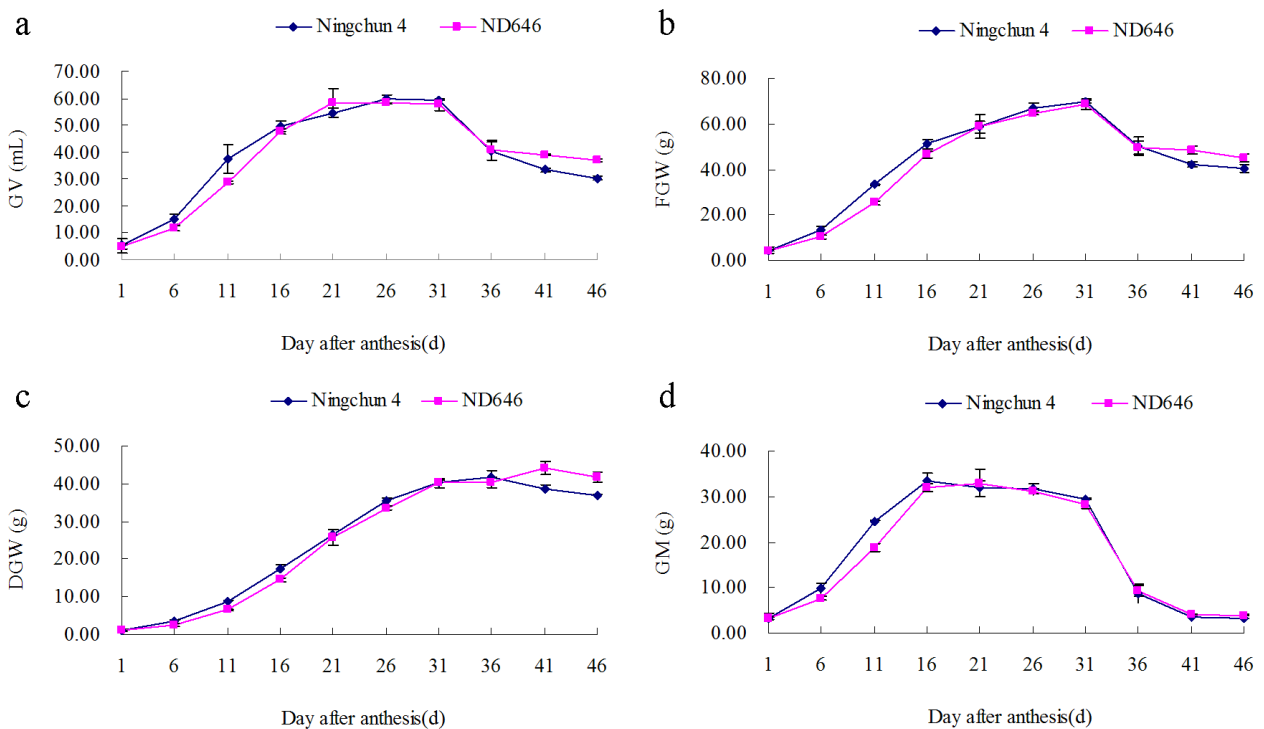 a
Ningchun 4 ND646
GV (mL)
70.00
60.00
50.00
40.00
30.00
20.00
10.00
0.00
1 6 11 16 21 26 31 36 41 46
Day after anthesis(d)
b
Ningchun 4 ND646
FGW (g)
80.00
60.00
40.00
20.00
0.00
1 6 11 16 21 26 31 36 41 46
Day after anthesis(d)
c
Ningchun 4 ND646
DGW (g)
50.00
40.00
30.00
20.00
10.00
0.00
1 6 11 16 21 26 31 36 41 46
Day after anthesis(d)
d
Ningchun 4 ND646
GM (g)
40.00
30.00
20.00
10.00
0.00
1 6 11 16 21 26 31 36 41 46
Day after anthesis(d)